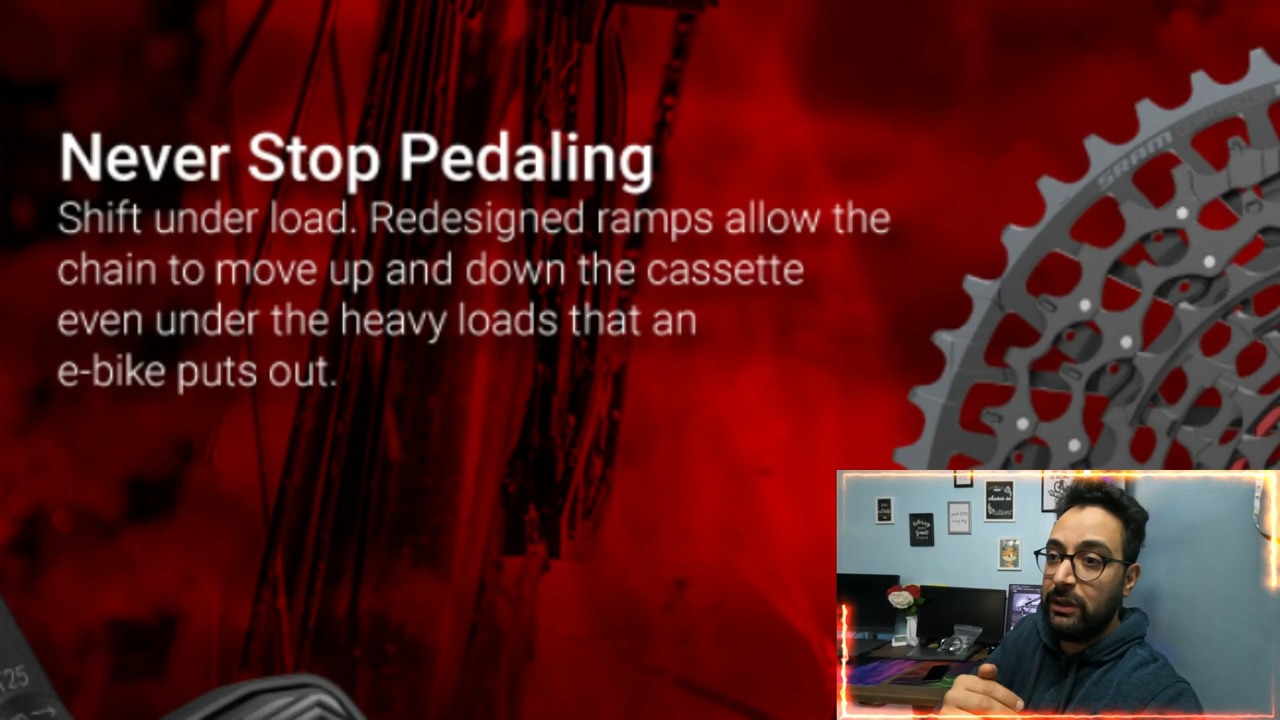 Never Stop Pedaling
Shift under load. Redesigned ramps allow the
chain to move up and down the cassette
even under the heavy loads that an
e-bike puts out.
SRAM